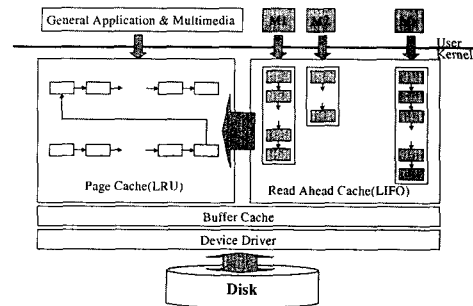 General Application & Multimedia
M1
M2
User
Kernel
Page Cache(LRU)
Read Ahead Cache(LIFO)
Buffer Cache
Device Driver
Disk